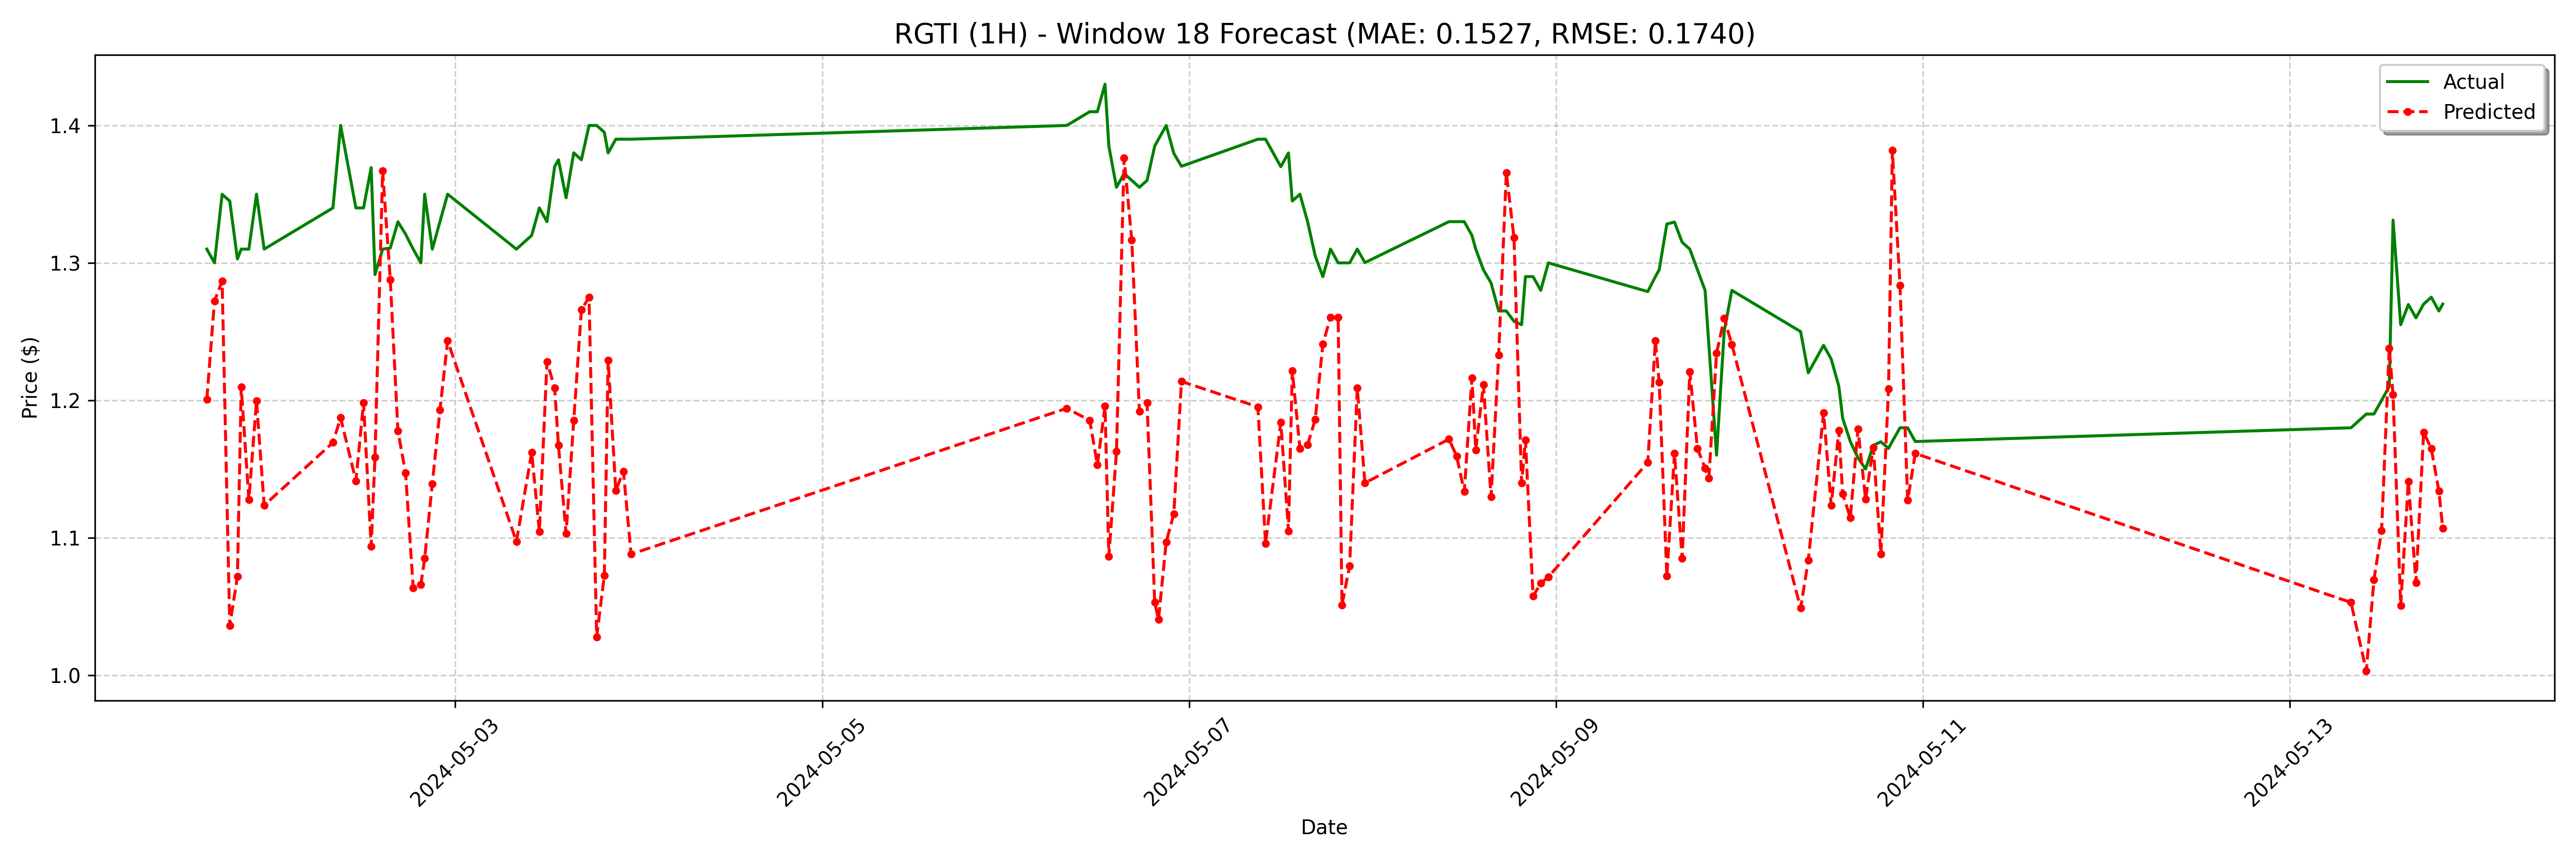 RGTI (1H) - Window 18 Forecast (MAE: 0.1527, RMSE: 0.1740)
Actual
Predicted
Price ($)
1.4
1.3
1.2
1.1
1.0
2024-05-03
2024-05-05
2024-05-07
2024-05-09
2024-05-11
2024-05-13
Date